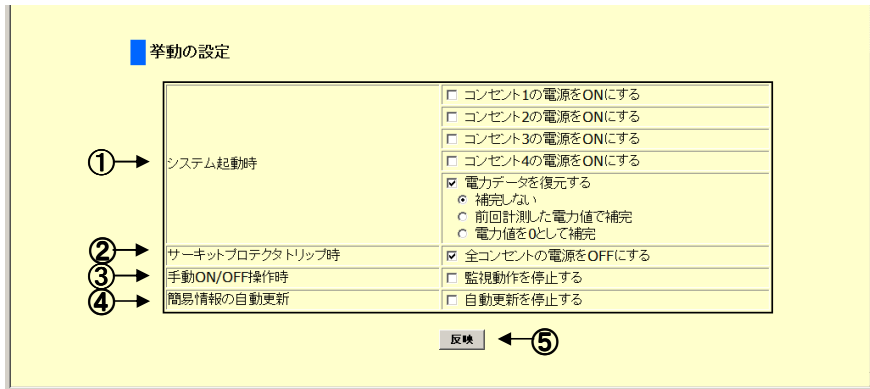 挙動の設定
① システム起動時
コンセント1の電源をONにする
コンセント2の電源をONにする
コンセント3の電源をONにする
コンセント4の電源をONにする
電力データを復元する
補完しない
前回計測した電力値で補完
電力値を0として補完
② サーキットプロテクタトリップ時 全コンセントの電源をOFFにする
③ 手動ON/OFF操作時 監視動作を停止する
④ 簡易情報の自動更新 自動更新を停止する
反映 ⑤